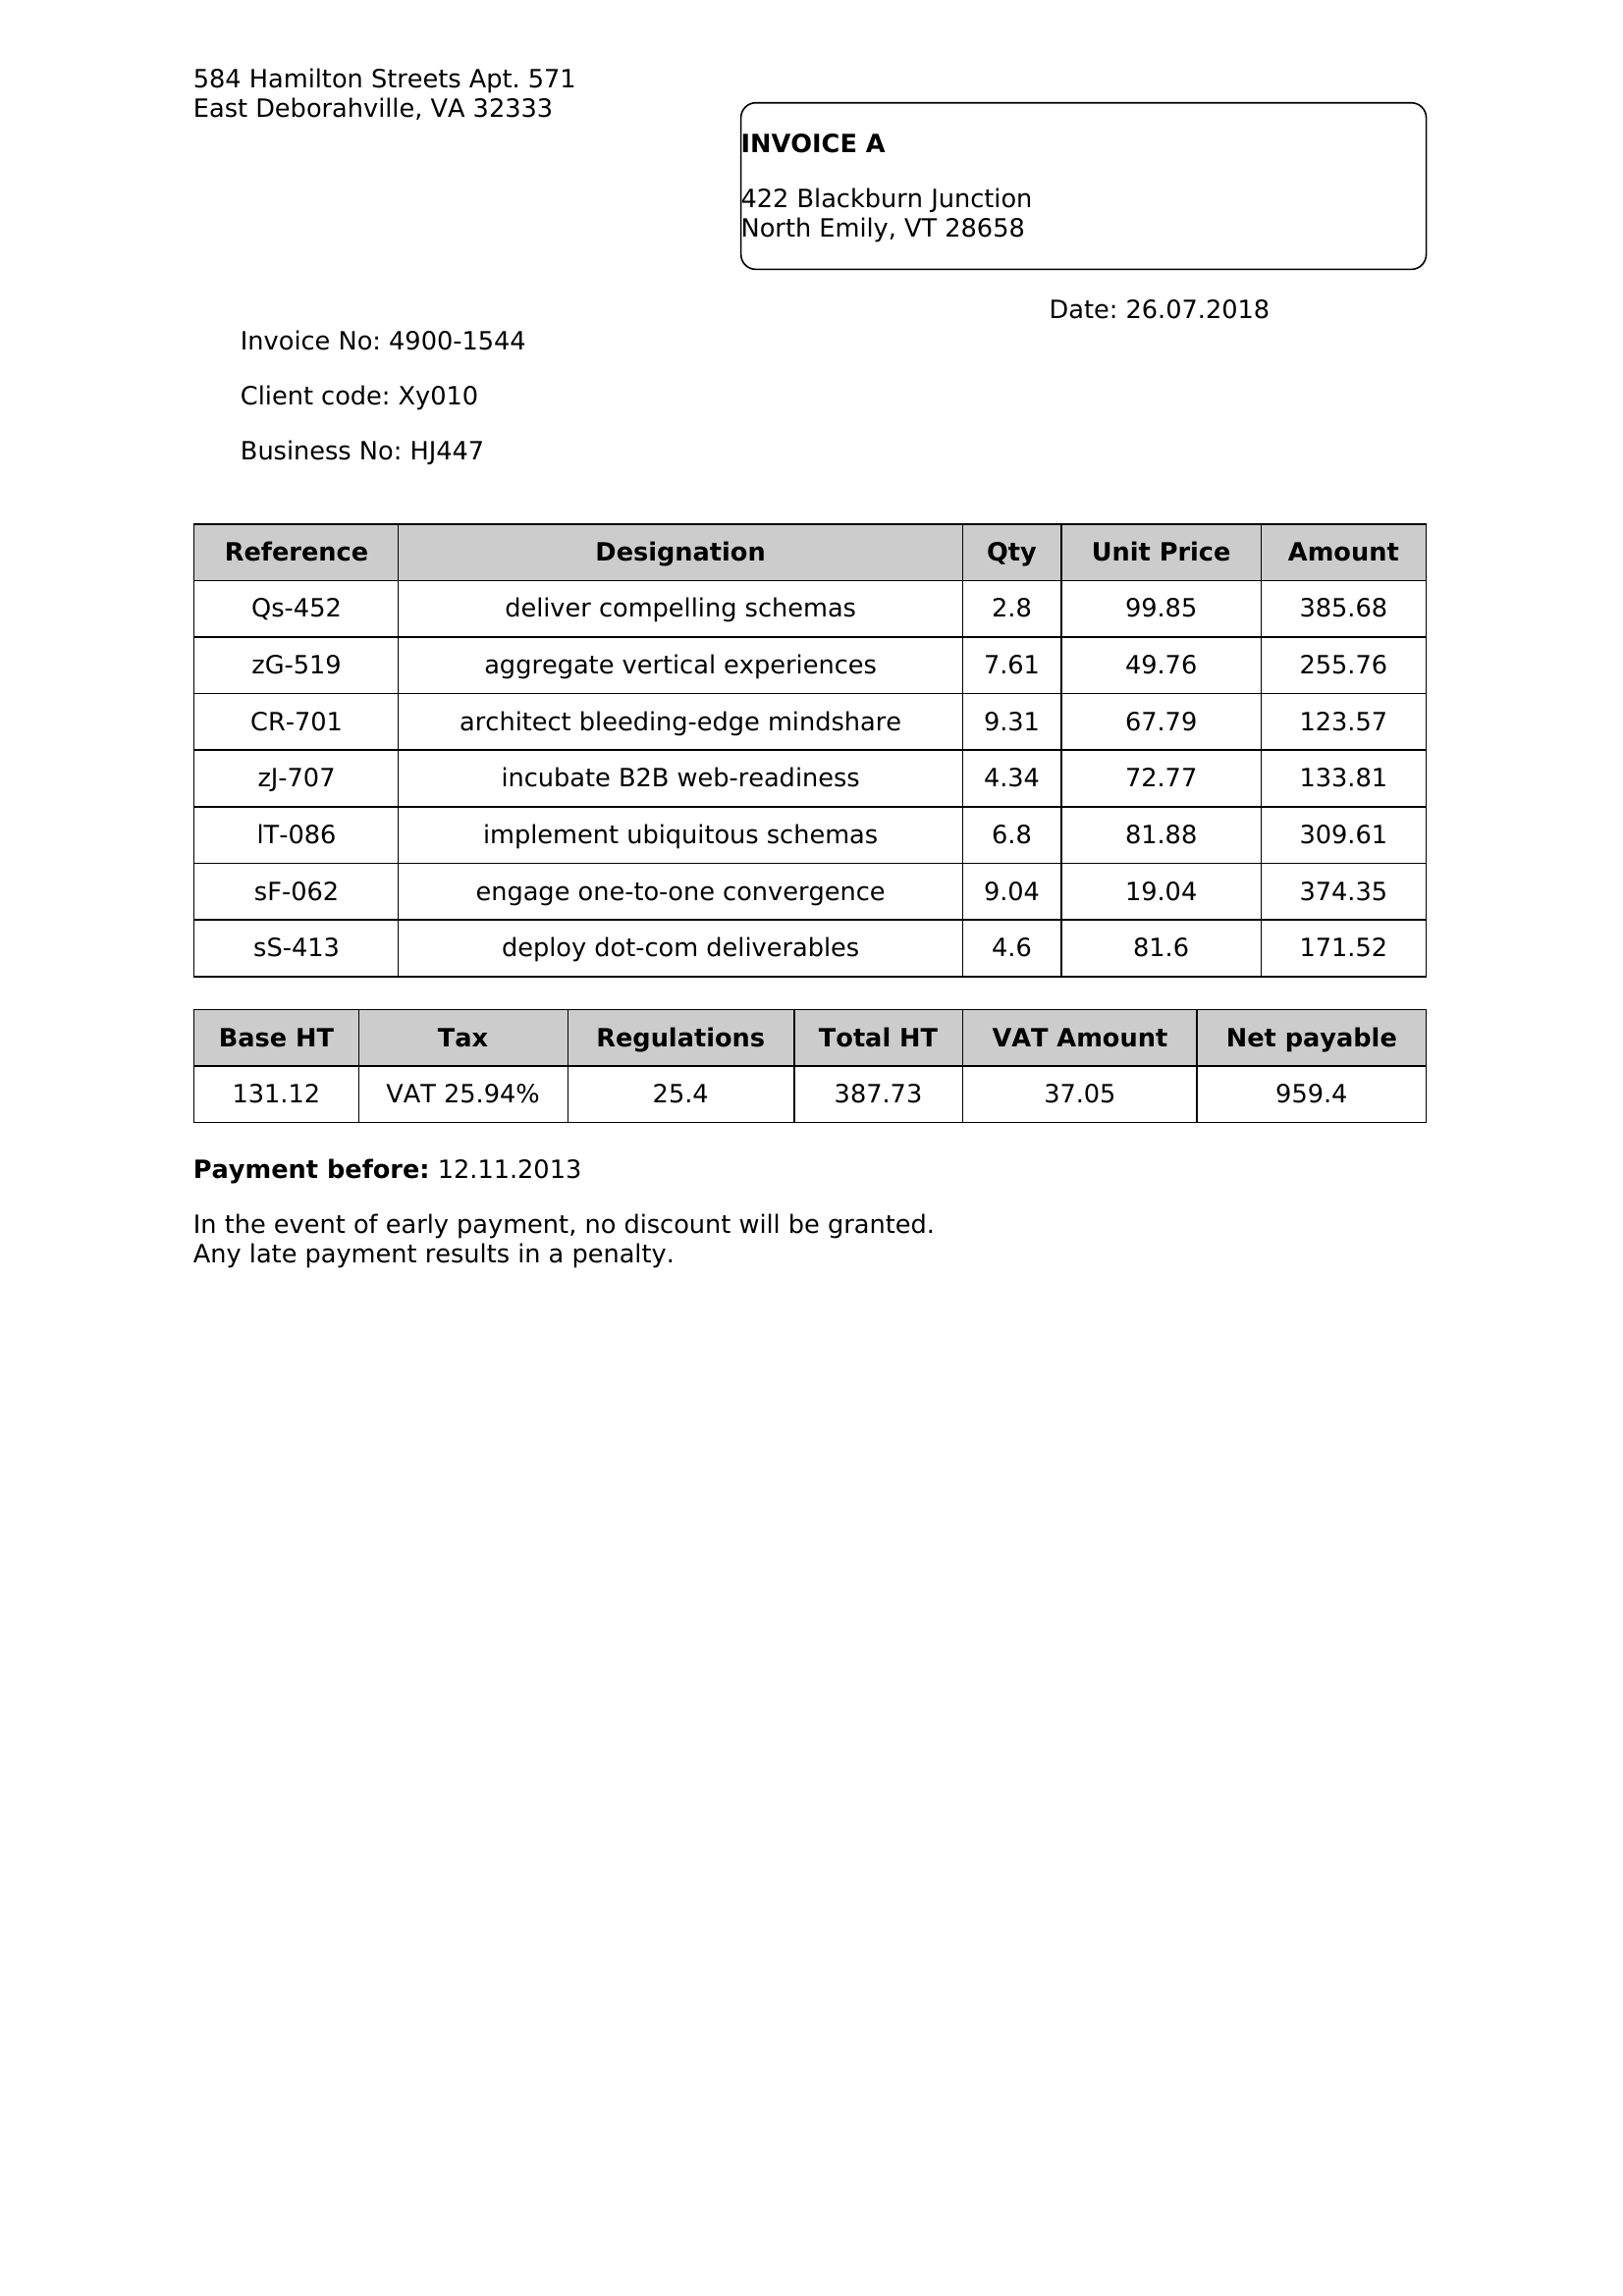 584 Hamilton Streets Apt. 571
East Deborahville, VA 32333
INVOICE A
422 Blackburn Junction
North Emily, VT 28658
Date: 26.07.2018
Invoice No: 4900-1544
Client code: Xy010
Business No: HJ447
Reference Designation Qty Unit Price Amount
Qs-452 deliver compelling schemas 2.8 99.85 385.68
zG-519 aggregate vertical experiences 7.61 49.76 255.76
CR-701 architect bleeding-edge mindshare 9.31 67.79 123.57
zJ-707 incubate B2B web-readiness 4.34 72.77 133.81
lT-086 implement ubiquitous schemas 6.8 81.88 309.61
sF-062 engage one-to-one convergence 9.04 19.04 374.35
sS-413 deploy dot-com deliverables 4.6 81.6 171.52
Base HT Tax Regulations Total HT VAT Amount Net payable
131.12 VAT 25.94% 25.4 387.73 37.05 959.4
Payment before: 12.11.2013
In the event of early payment, no discount will be granted.
Any late payment results in a penalty.